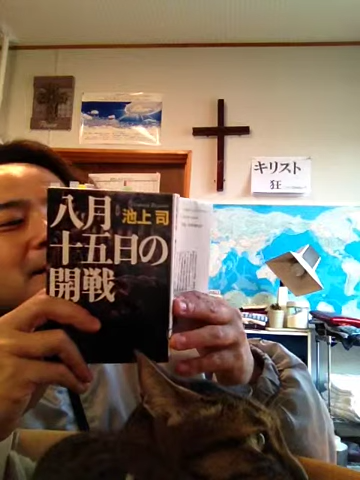 八月
十五日の
開戦
池上 司
キリスト
狂